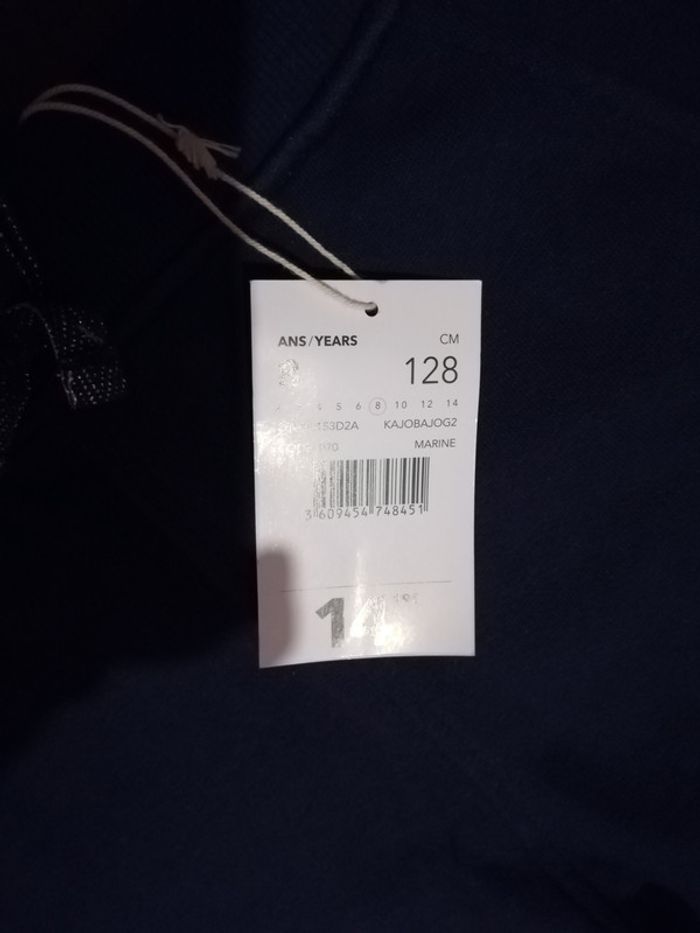 ANS/YEARS CM
128
5 6 8 10 12 14
KAJOBAJOG2
MARINE
3 609454 748451